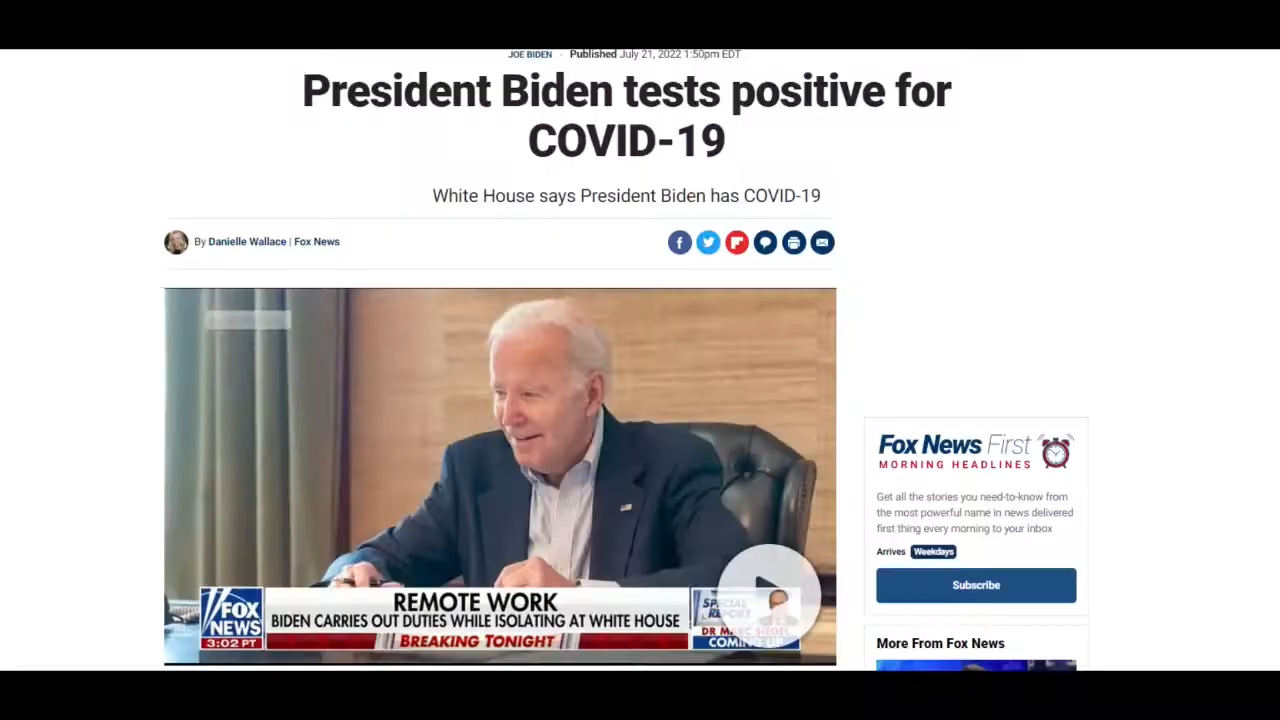 JOE BIDEN · Published July 21, 2022 1:50pm EDT
President Biden tests positive for
COVID-19
White House says President Biden has COVID-19
By Danielle Wallace | Fox News
Fox News First
MORNING HEADLINES
Get all the stories you need-to-know from
the most powerful name in news delivered
first thing every morning to your inbox
Arrives Weekdays
Subscribe
FOX
NEWS
3:02 PT
REMOTE WORK
BIDEN CARRIES OUT DUTIES WHILE ISOLATING AT WHITE HOUSE
BREAKING TONIGHT
SPECIAL
REPORT
DR MARC SIEGEL
COMING UP
More From Fox News